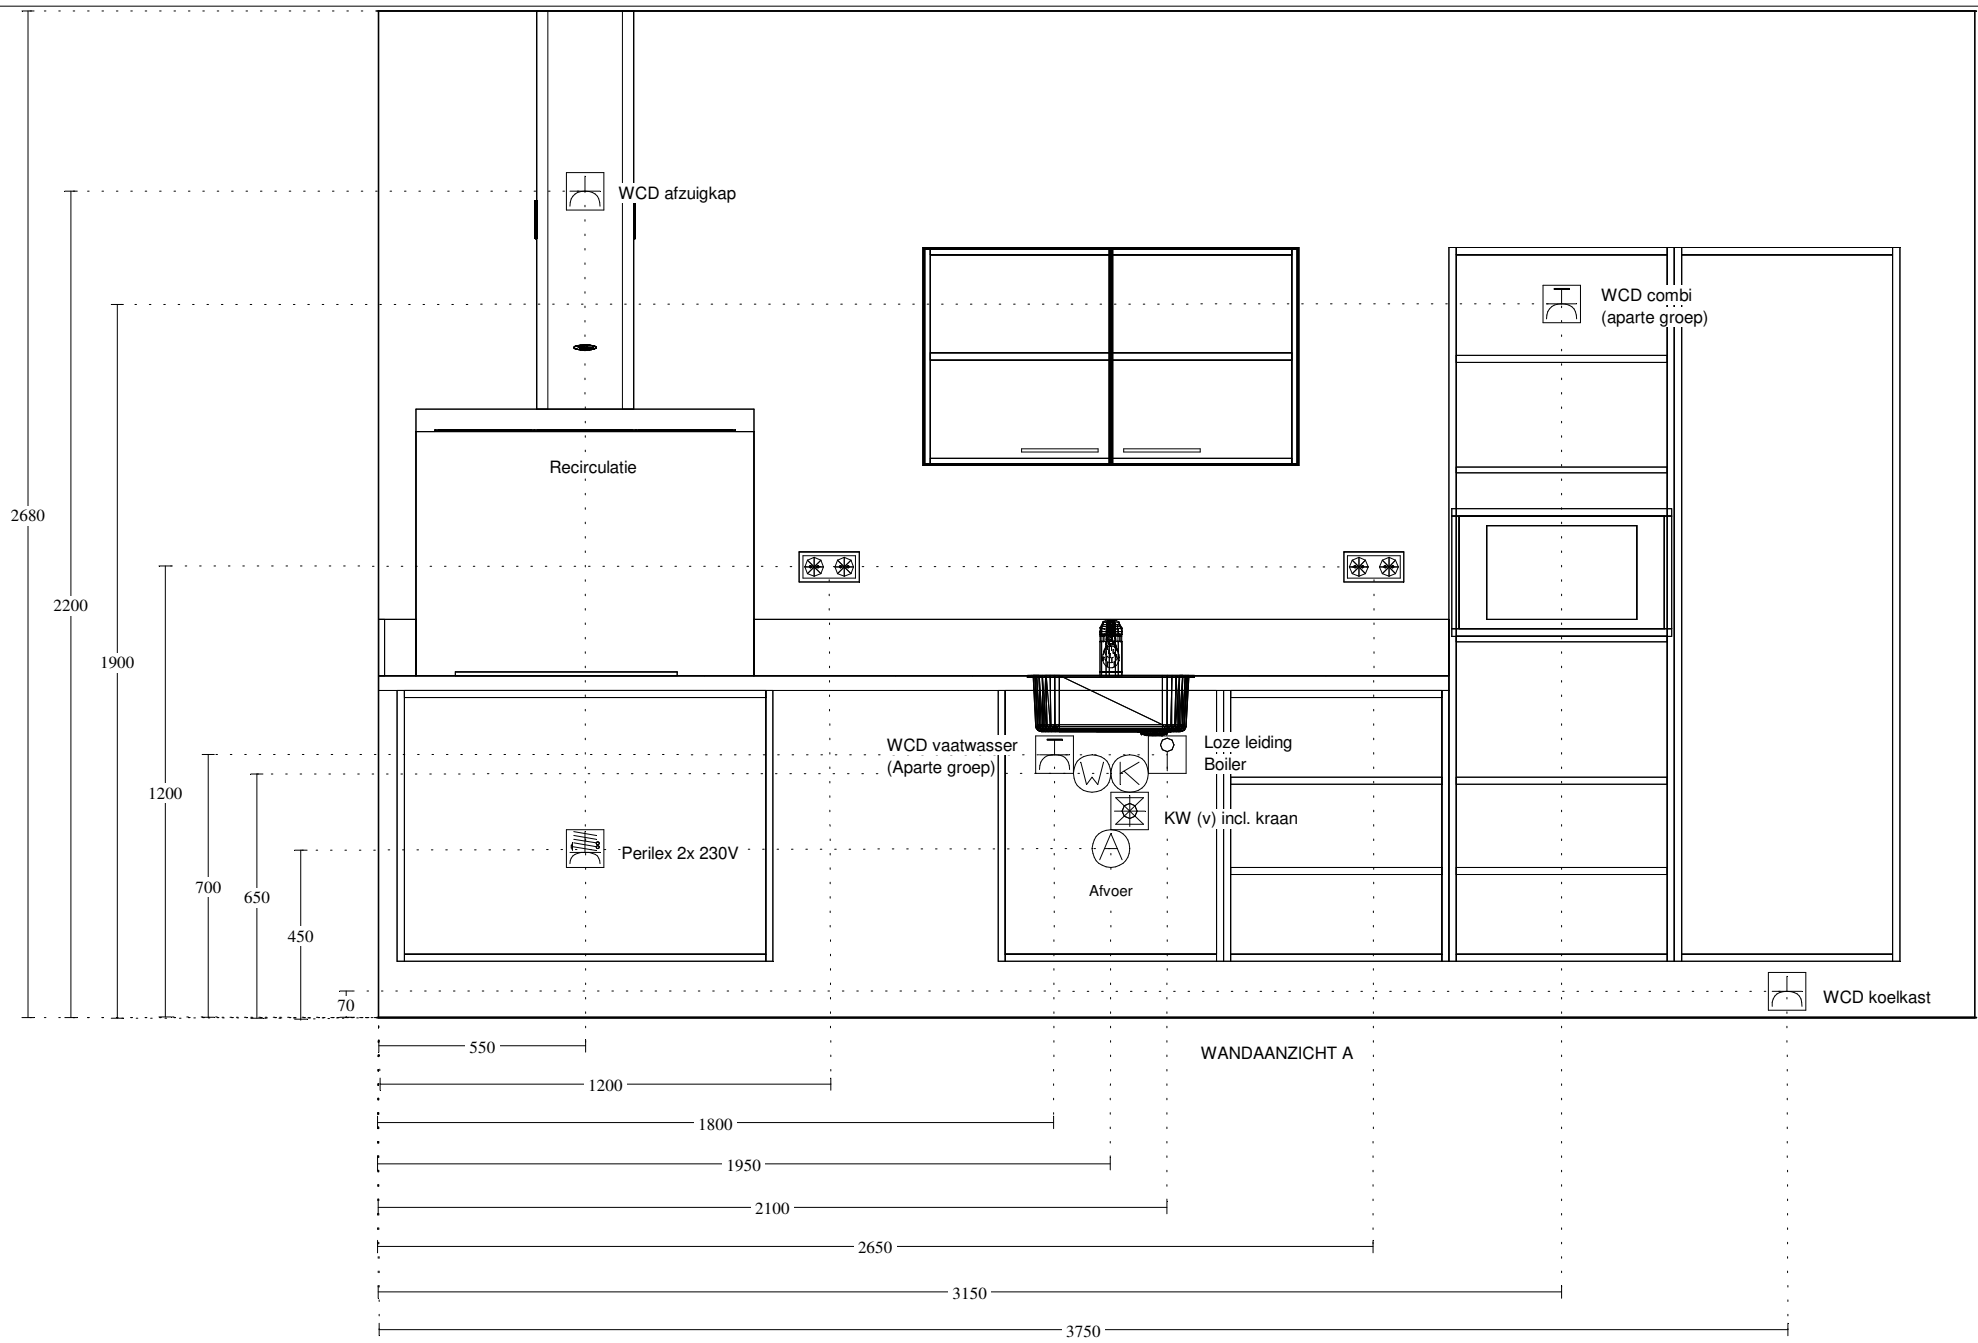 WCD afzuigkap
WCD combi
(aparte groep)
Recirculatie
2680
2200
1900
1200
700
650
450
70
WCD vaatwasser
(Aparte groep)
Loze leiding
Boiler
W
K
KW (v) incl. kraan
Perilex 2x 230V
A
Afvoer
WCD koelkast
WANDAANZICHT A
550
1200
1800
1950
2100
2650
3150
3750